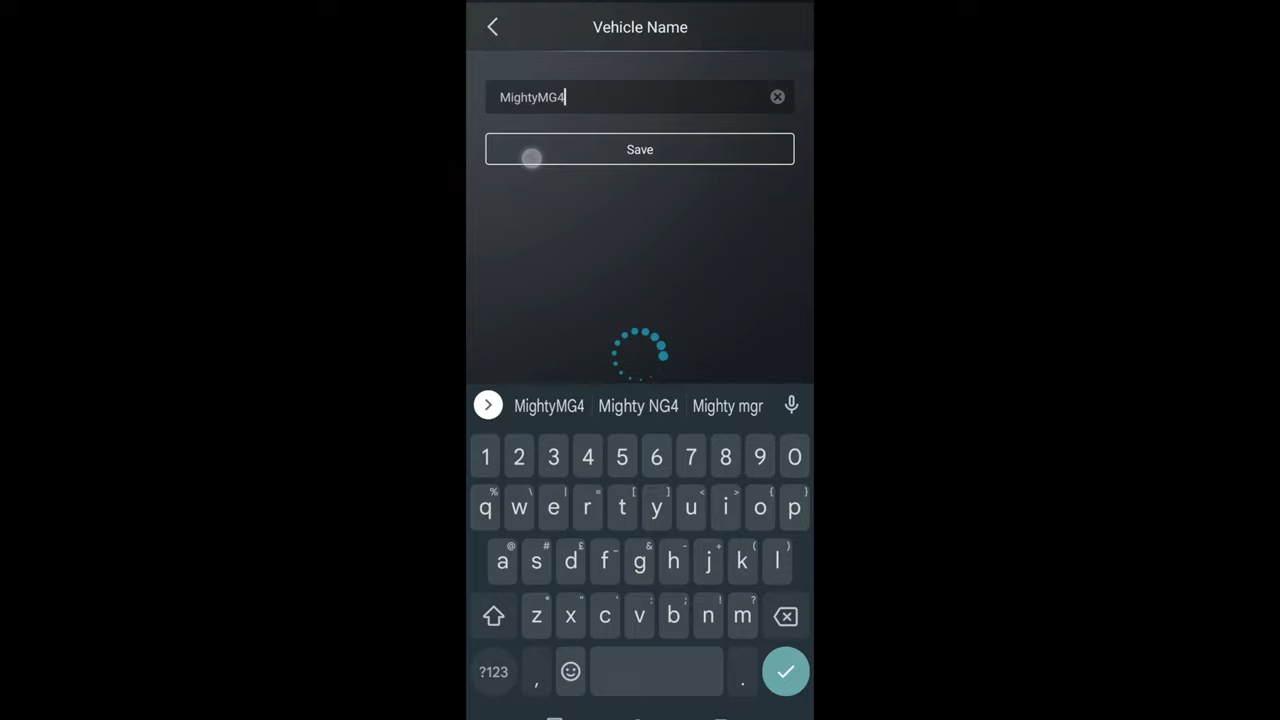 Vehicle Name
MightyMG4
Save
MightyMG4 Mighty NG4 Mighty mgr
1 2 3 4 5 6 7 8 9 0
% \ | = [ ] < > { }
q w e r t y u i o p
@ # £ _ & - + ( )
a s d f g h j k l
* " ' : ; ! ?
z x c v b n m
?123 , .